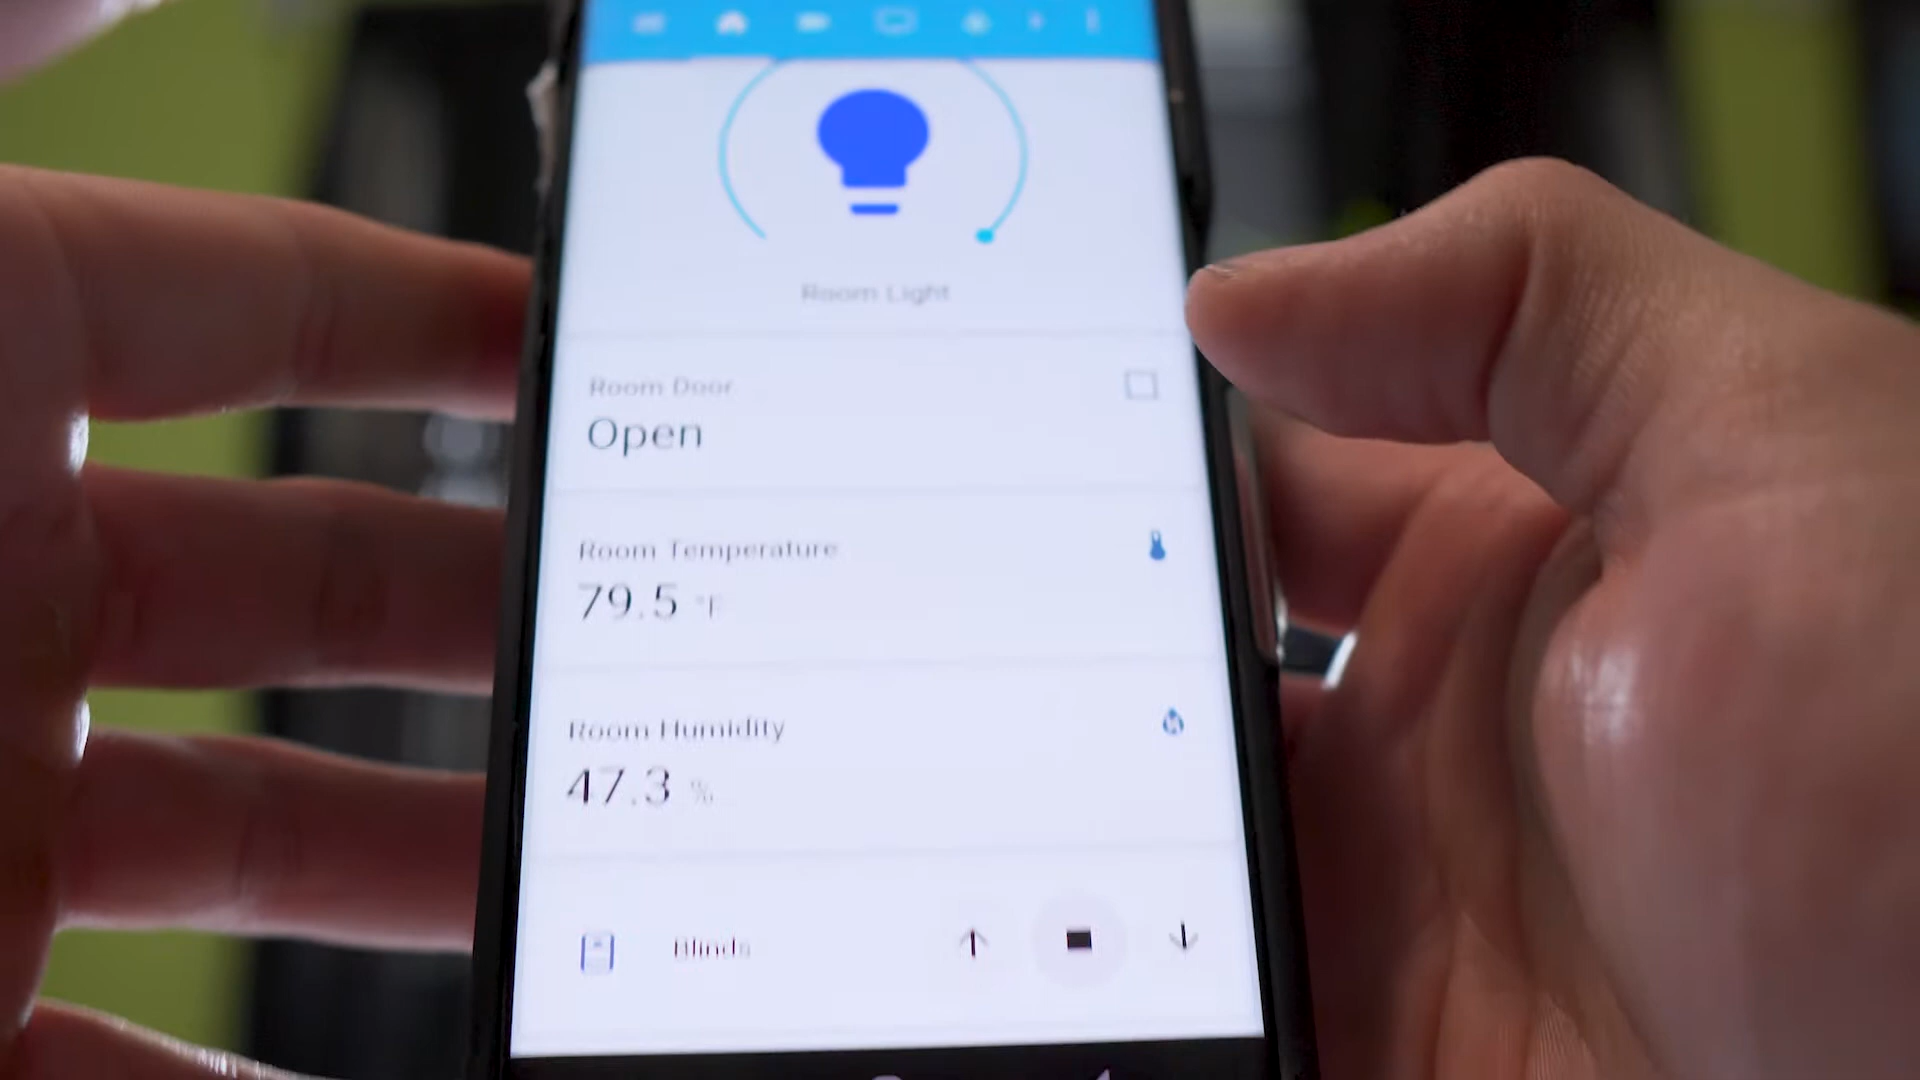 Room Light
Room Door
Open
Room Temperature
79.5 °F
Room Humidity
47.3 %
Blinds